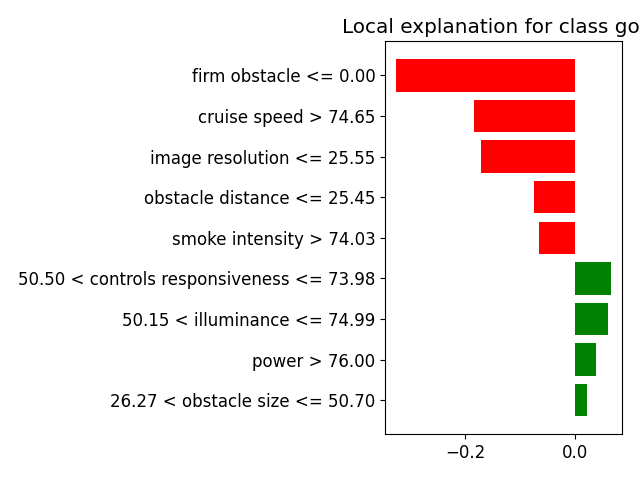 Local explanation for class go
firm obstacle <= 0.00
cruise speed > 74.65
image resolution <= 25.55
obstacle distance <= 25.45
smoke intensity > 74.03
50.50 < controls responsiveness <= 73.98
50.15 < illuminance <= 74.99
power > 76.00
26.27 < obstacle size <= 50.70
−0.2 0.0